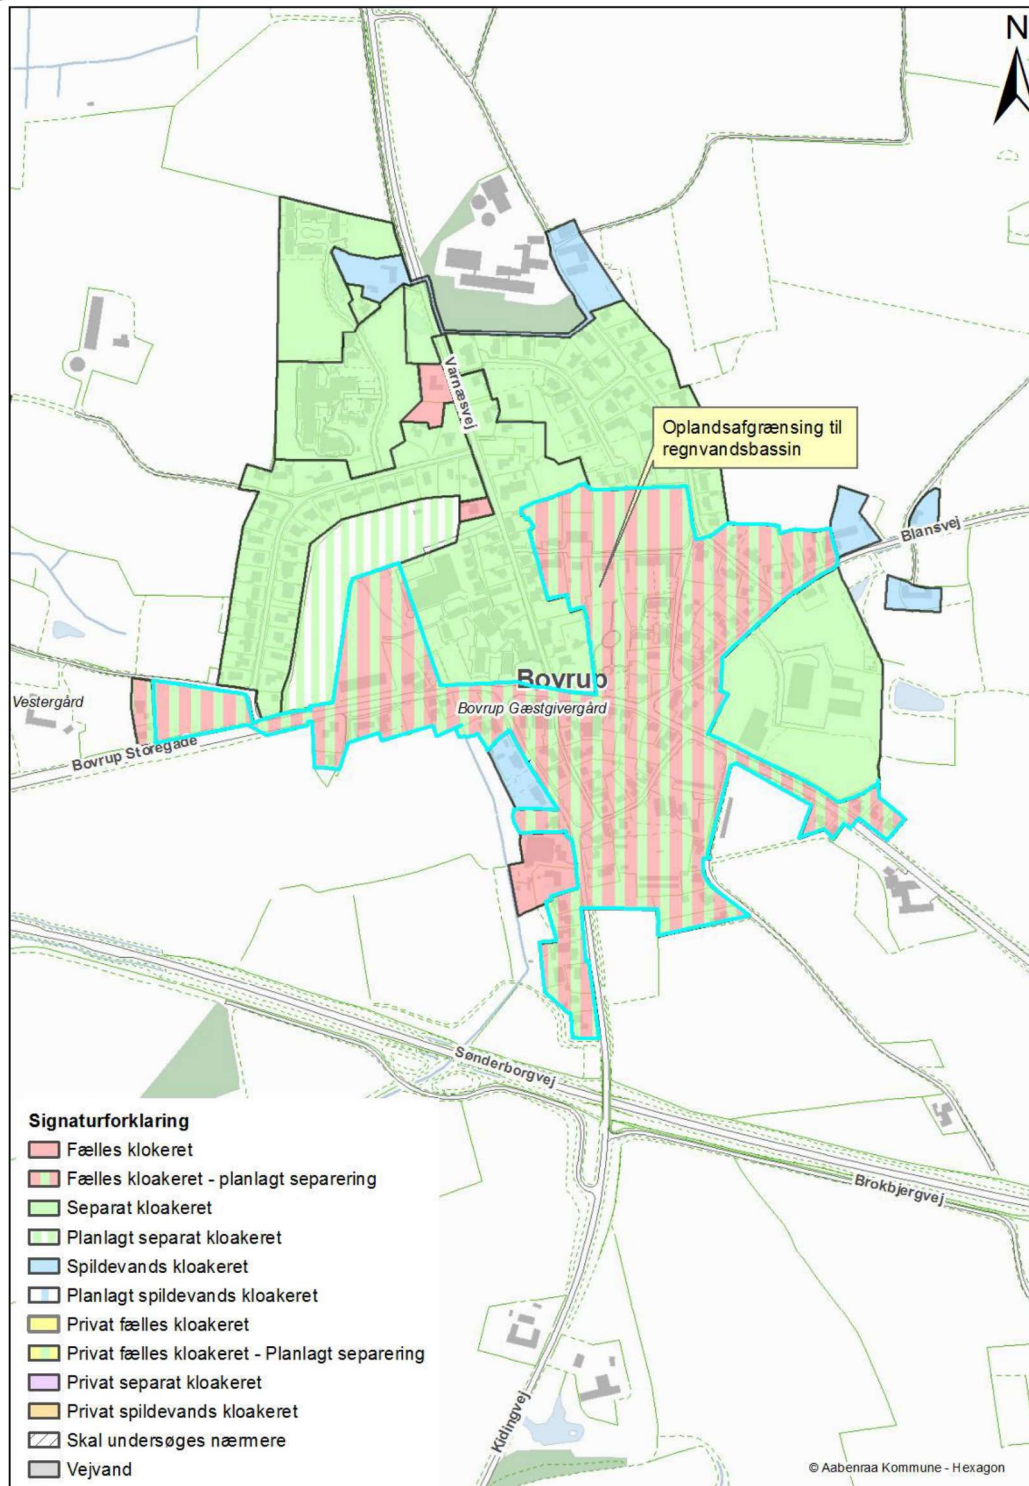 N
Varnæsvej
Oplandsafgrænsing til
regnvandsbassin
Blansvej
Bovrup
Bovrup Gæstgivergård
Vestergård
Bovrup Storegade
Sønderborgvej
Brokbjergvej
Kidingvej
Signaturforklaring
Fælles klokeret
Fælles kloakeret - planlagt separering
Separat kloakeret
Planlagt separat kloakeret
Spildevands kloakeret
Planlagt spildevands kloakeret
Privat fælles kloakeret
Privat fælles kloakeret - Planlagt separering
Privat separat kloakeret
Privat spildevands kloakeret
Skal undersøges nærmere
Vejvand
© Aabenraa Kommune - Hexagon